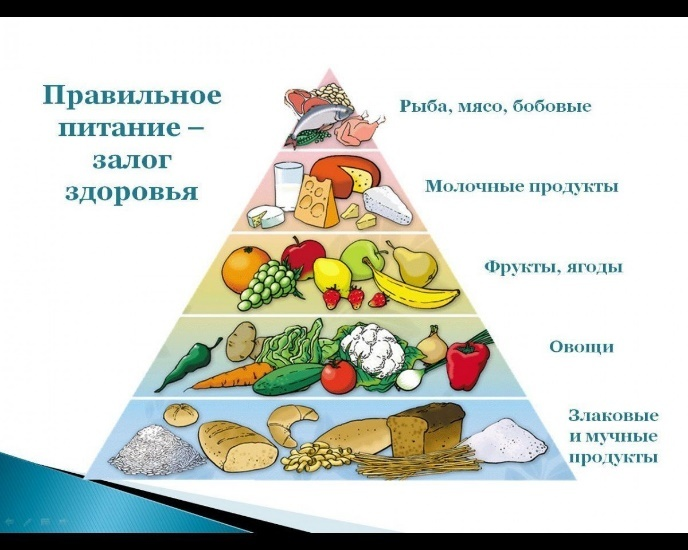 Правильное
питание –
залог
здоровья
Рыба, мясо, бобовые
Молочные продукты
Фрукты, ягоды
Овощи
Злаковые
и мучные
продукты